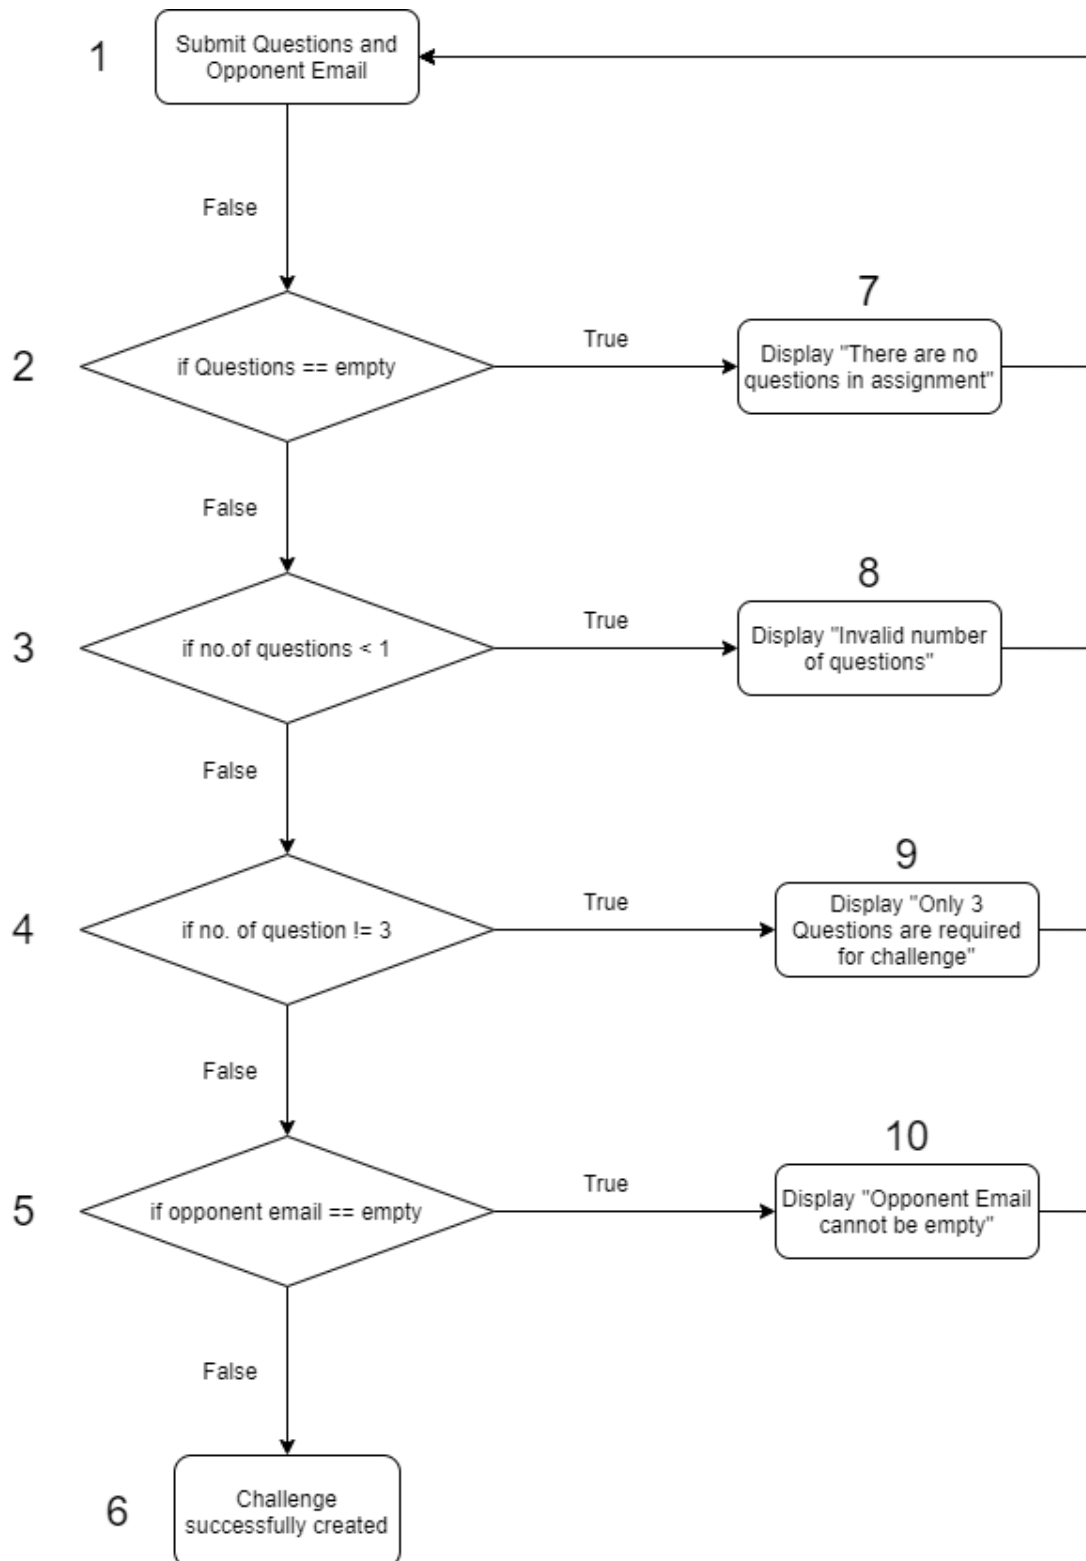 1
Submit Questions and
Opponent Email
False
7
2
if Questions == empty
True
Display "There are no
questions in assignment"
False
8
3
if no.of questions < 1
True
Display "Invalid number
of questions"
False
9
4
if no. of question != 3
True
Display "Only 3
Questions are required
for challenge"
False
10
5
if opponent email == empty
True
Display "Opponent Email
cannot be empty"
False
6
Challenge
successfully created